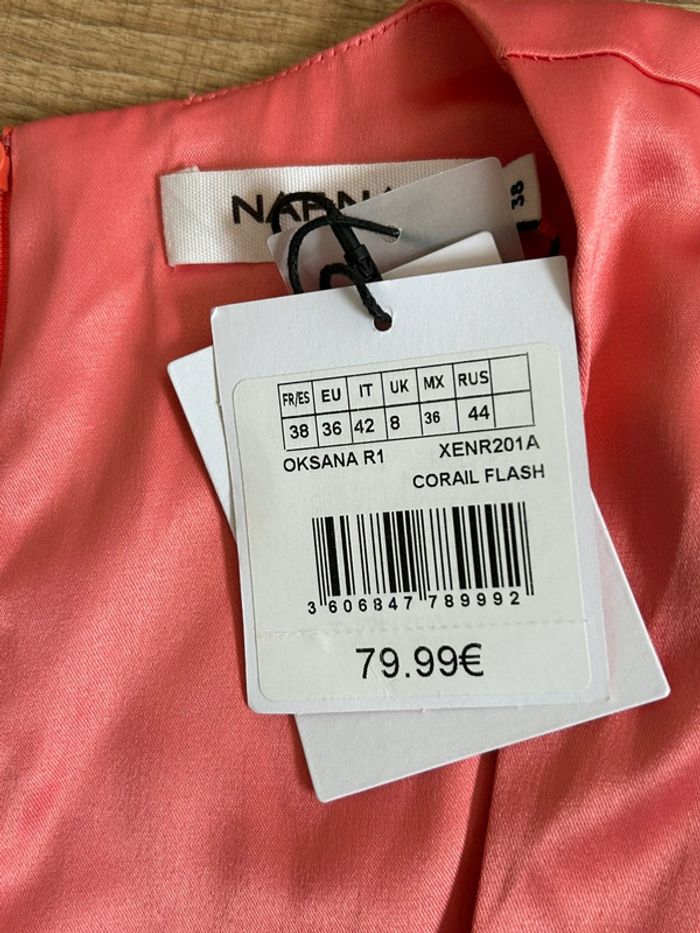 38
FR/ES EU IT UK MX RUS
38 36 42 8 36 44
OKSANA R1 XENR201A
CORAIL FLASH
3 606847 789992
79.99€